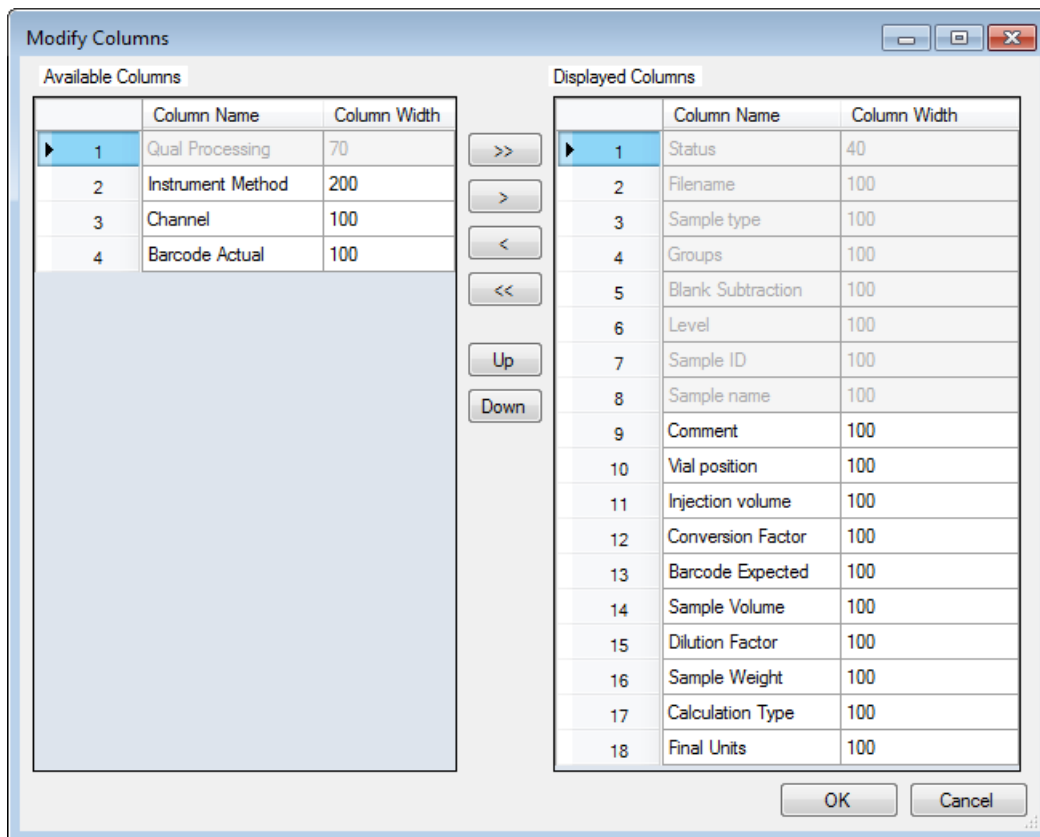 Modify Columns
Available Columns
Column Name Column Width
1 Qual Processing 70
2 Instrument Method 200
3 Channel 100
4 Barcode Actual 100
>>
>
<
<<
Up
Down
Displayed Columns
Column Name Column Width
1 Status 40
2 Filename 100
3 Sample type 100
4 Groups 100
5 Blank Subtraction 100
6 Level 100
7 Sample ID 100
8 Sample name 100
9 Comment 100
10 Vial position 100
11 Injection volume 100
12 Conversion Factor 100
13 Barcode Expected 100
14 Sample Volume 100
15 Dilution Factor 100
16 Sample Weight 100
17 Calculation Type 100
18 Final Units 100
OK Cancel